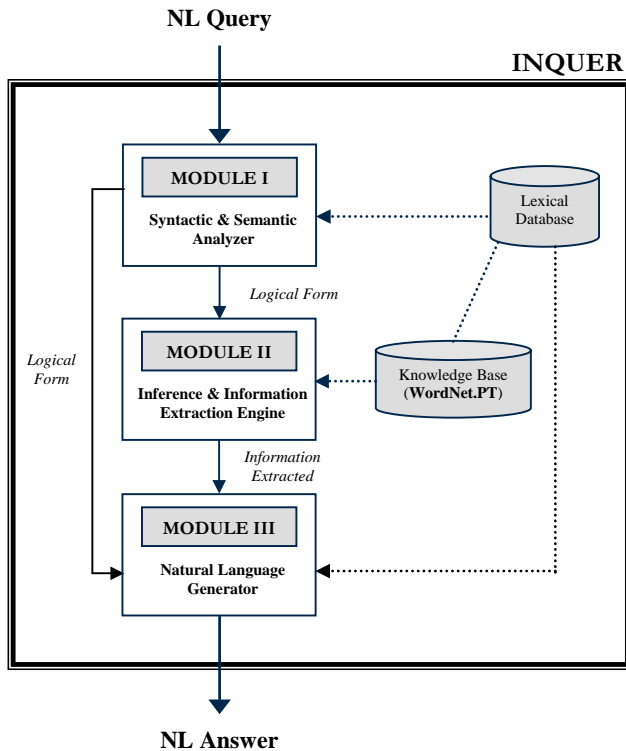 NL Query
INQUER
MODULE I
Syntactic & Semantic
Analyzer
Lexical
Database
Logical Form
Logical
Form
MODULE II
Inference & Information
Extraction Engine
Knowledge Base
(WordNet.PT)
Information
Extracted
MODULE III
Natural Language
Generator
NL Answer